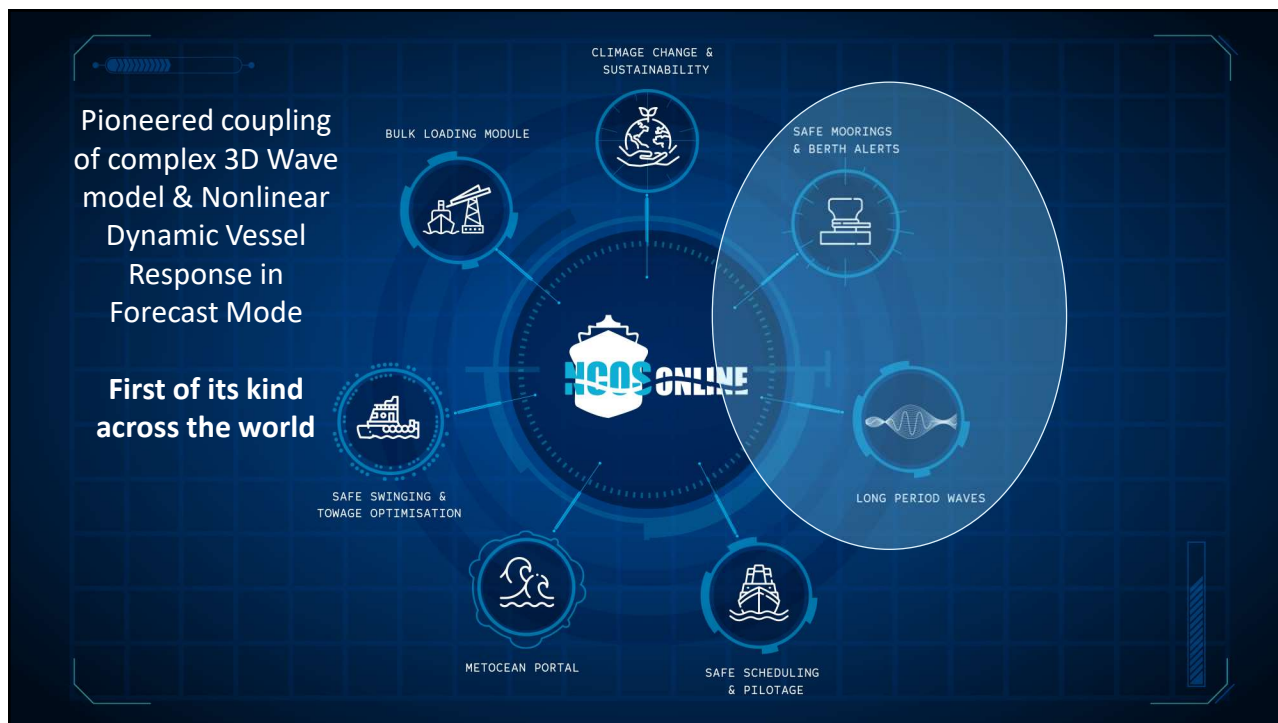 Pioneered coupling
of complex 3D Wave
model & Nonlinear
Dynamic Vessel
Response in
Forecast Mode
First of its kind
across the world
CLIMAGE CHANGE &
SUSTAINABILITY
BULK LOADING MODULE
SAFE MOORINGS
& BERTH ALERTS
NCOS ONLINE
SAFE SWINGING &
TOWAGE OPTIMISATION
LONG PERIOD WAVES
METOCEAN PORTAL
SAFE SCHEDULING
& PILOTAGE